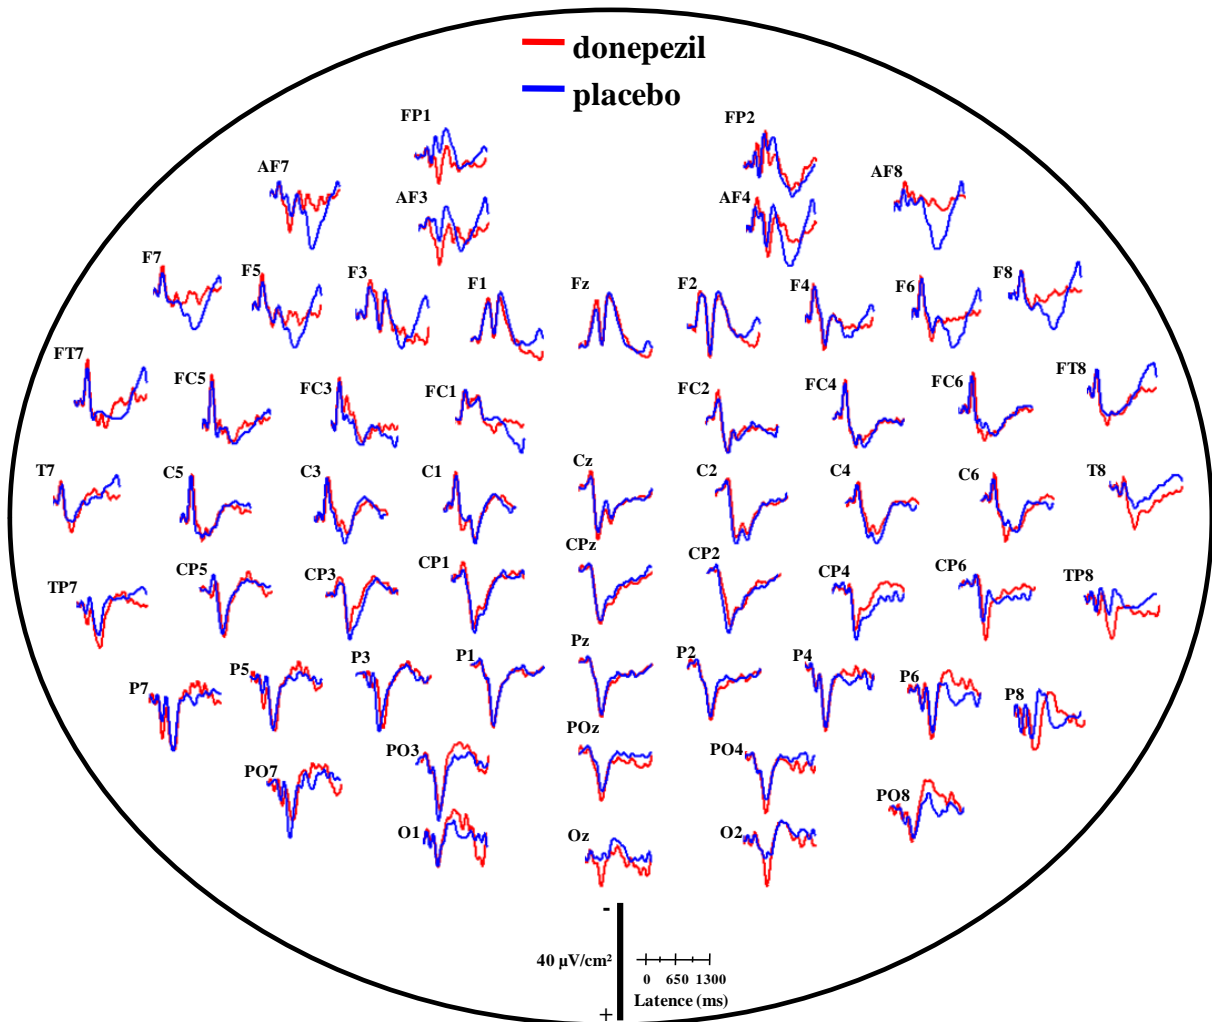 donepezil
placebo
FP1 FP2
AF7 AF8
AF3 AF4
F7 F5 F3 F1 Fz F2 F4 F6 F8
FT7 FC5 FC3 FC1 FC2 FC4 FC6 FT8
T7 C5 C3 C1 Cz C2 C4 C6 T8
TP7 CP5 CP3 CP1 CPz CP2 CP4 CP6 TP8
P7 P5 P3 P1 Pz P2 P4 P6 P8
PO7 PO3 POz PO4 PO8
O1 Oz O2
-
40 µV/cm²
0 650 1300
Latence (ms)
+